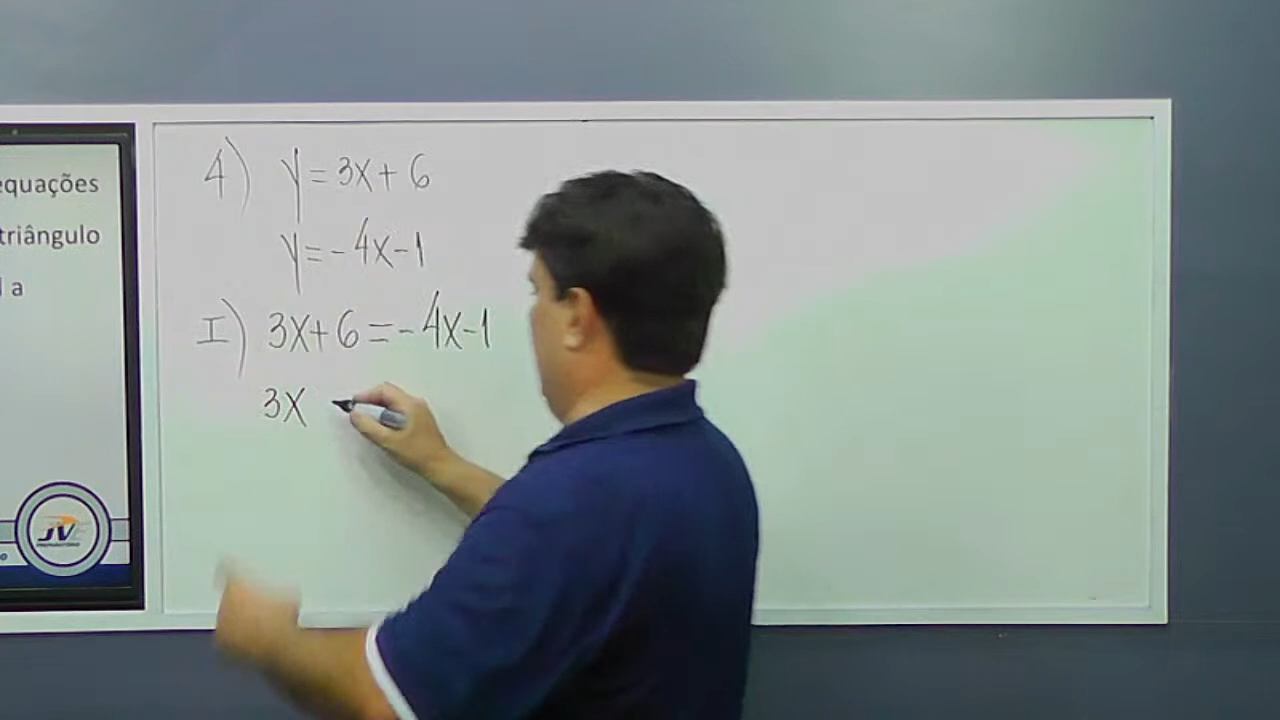 equações
triângulo
a
4) y=3x+6
y=-4x-1
I) 3x+6=-4x-1
3x
JV